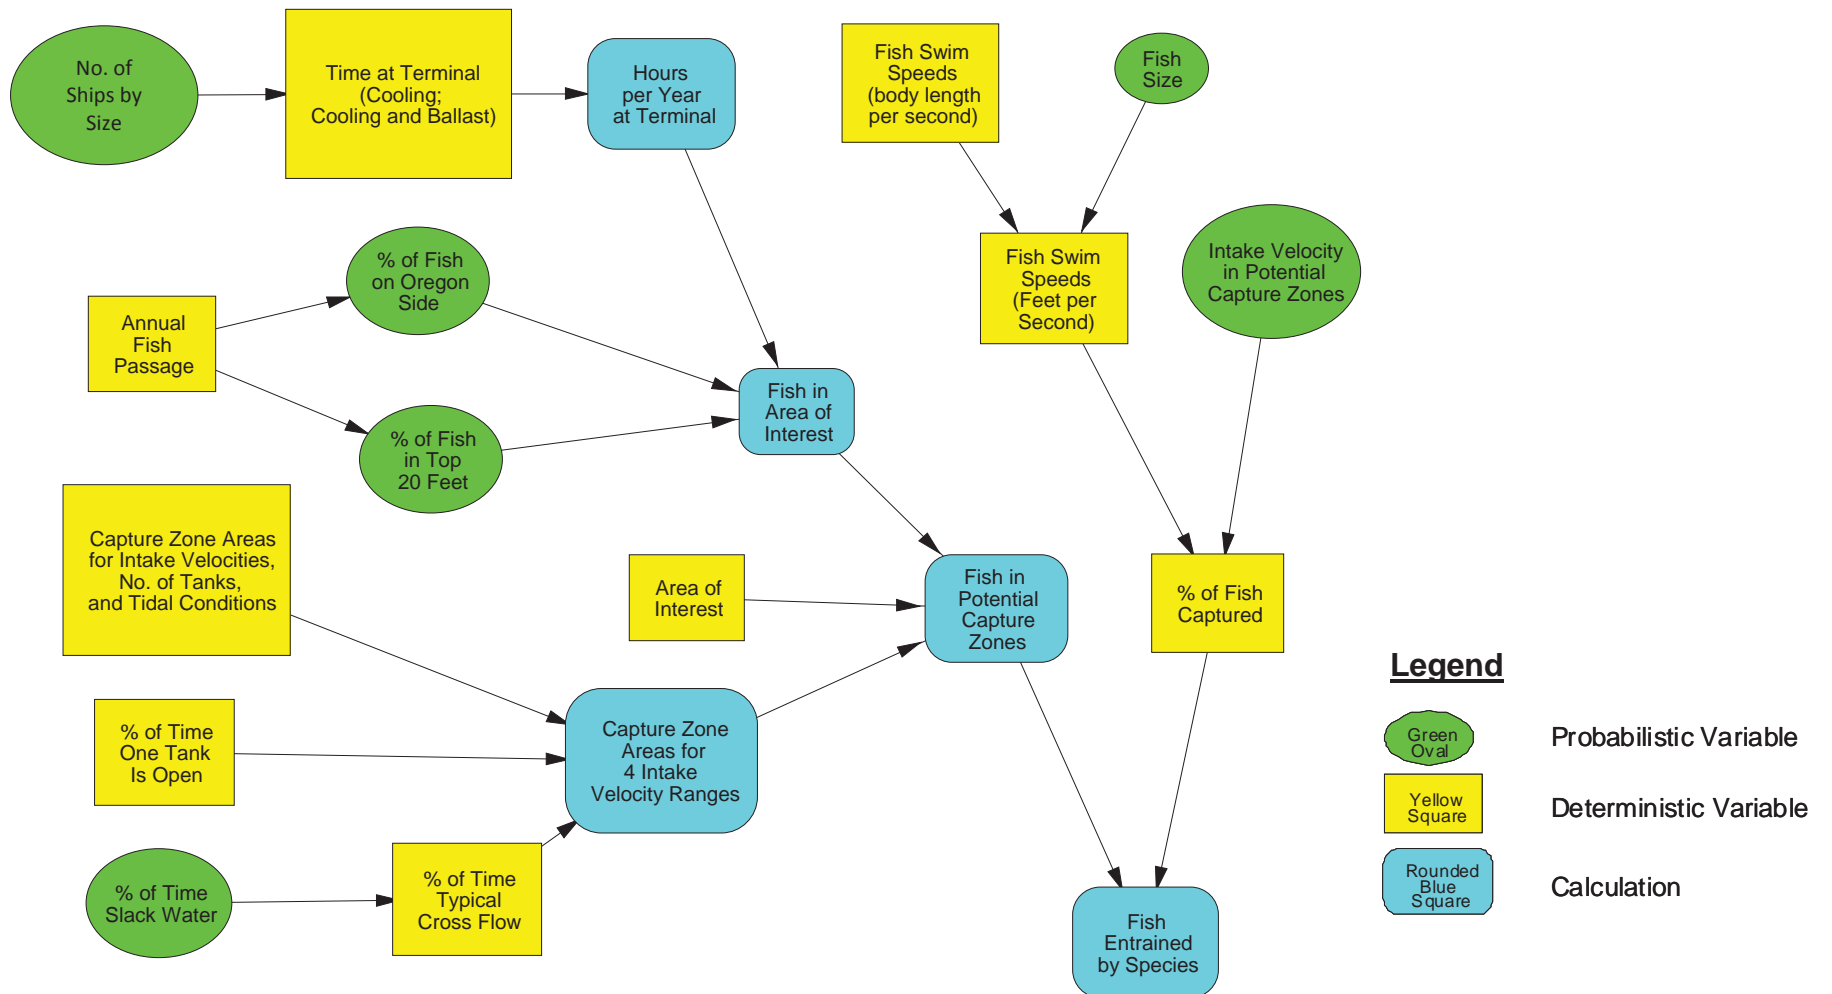 No. of
Ships by
Size
Time at Terminal
(Cooling;
Cooling and Ballast)
Hours
per Year
at Terminal
Fish Swim
Speeds
(body length
per second)
Fish
Size
% of Fish
on Oregon
Side
Annual
Fish
Passage
% of Fish
in Top
20 Feet
Fish in
Area of
Interest
Fish Swim
Speeds
(Feet per
Second)
Intake Velocity
in Potential
Capture Zones
Capture Zone Areas
for Intake Velocities,
No. of Tanks,
and Tidal Conditions
Area of
Interest
Fish in
Potential
Capture
Zones
% of Fish
Captured
% of Time
One Tank
Is Open
Capture Zone
Areas for
4 Intake
Velocity Ranges
% of Time
Slack Water
% of Time
Typical
Cross Flow
Fish
Entrained
by Species
Legend
Green
Oval
Probabilistic Variable
Yellow
Square
Deterministic Variable
Rounded
Blue
Square
Calculation